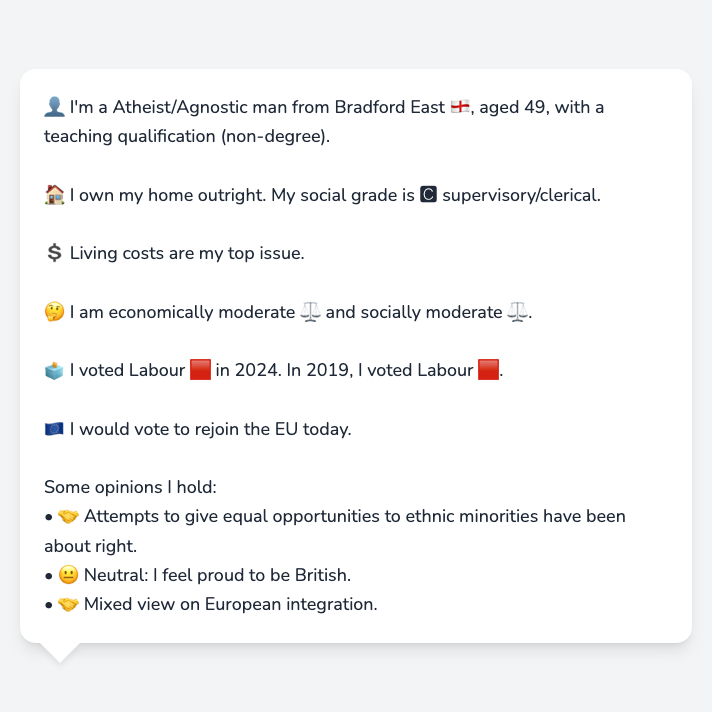 👤 I'm a Atheist/Agnostic man from Bradford East 🏴󠁧󠁢󠁥󠁮󠁧󠁿, aged 49, with a
teaching qualification (non-degree).
🏠 I own my home outright. My social grade is 🅲 supervisory/clerical.
💲 Living costs are my top issue.
🤔 I am economically moderate ⚖️ and socially moderate ⚖️.
🗳️ I voted Labour 🟥 in 2024. In 2019, I voted Labour 🟥.
🇪🇺 I would vote to rejoin the EU today.
Some opinions I hold:
• 🤝 Attempts to give equal opportunities to ethnic minorities have been
about right.
• 😐 Neutral: I feel proud to be British.
• 🤝 Mixed view on European integration.